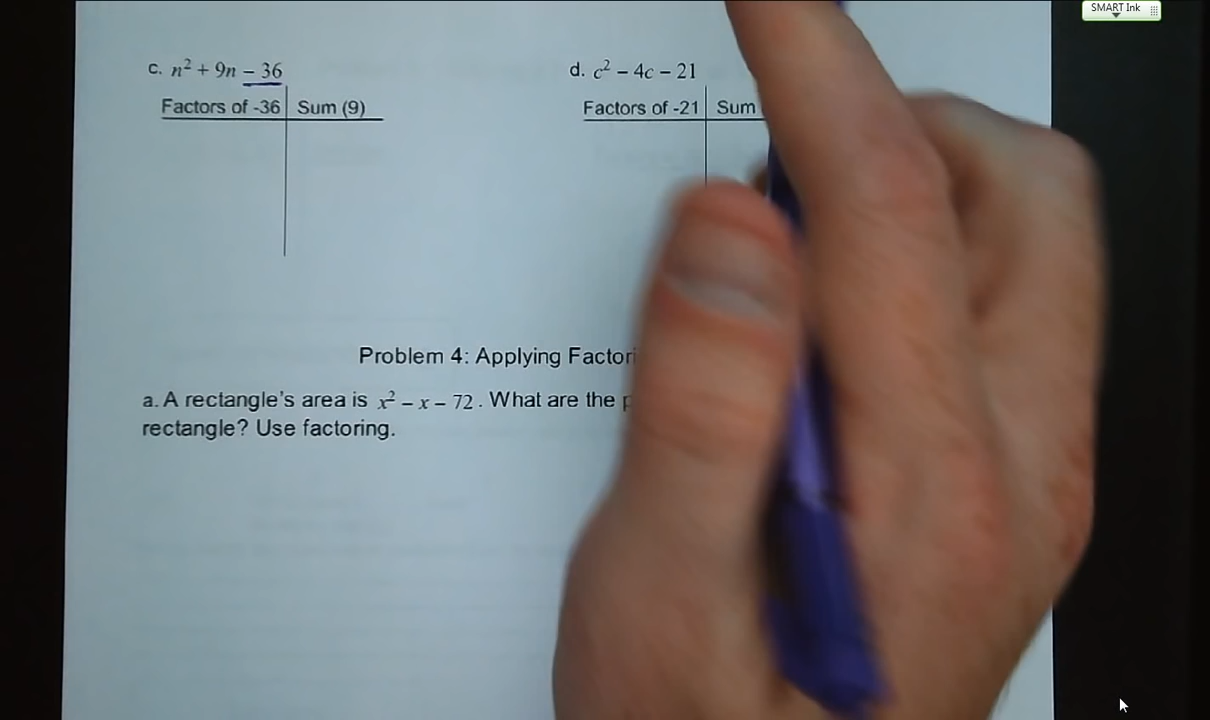 SMART Ink
c. n² + 9n – 36
Factors of -36 Sum (9)
d. c² – 4c – 21
Factors of -21 Sum
Problem 4: Applying
a. A rectangle's area is x² – x – 72. What are the
rectangle? Use factoring.